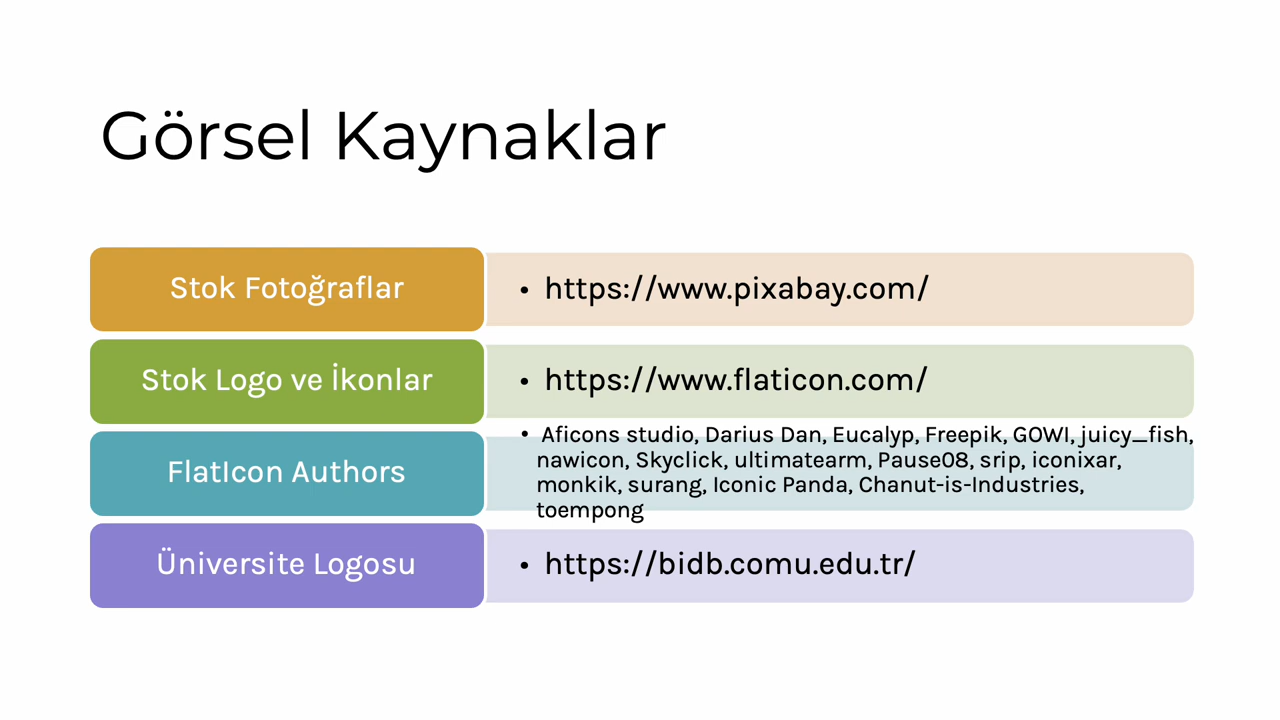 Görsel Kaynaklar
Stok Fotoğraflar
• https://www.pixabay.com/
Stok Logo ve İkonlar
• https://www.flaticon.com/
FlatIcon Authors
• Aficons studio, Darius Dan, Eucalyp, Freepik, GOWI, juicy_fish,
nawicon, Skyclick, ultimatearm, Pause08, srip, iconixar,
monkik, surang, Iconic Panda, Chanut-is-Industries,
toempong
Üniversite Logosu
• https://bidb.comu.edu.tr/